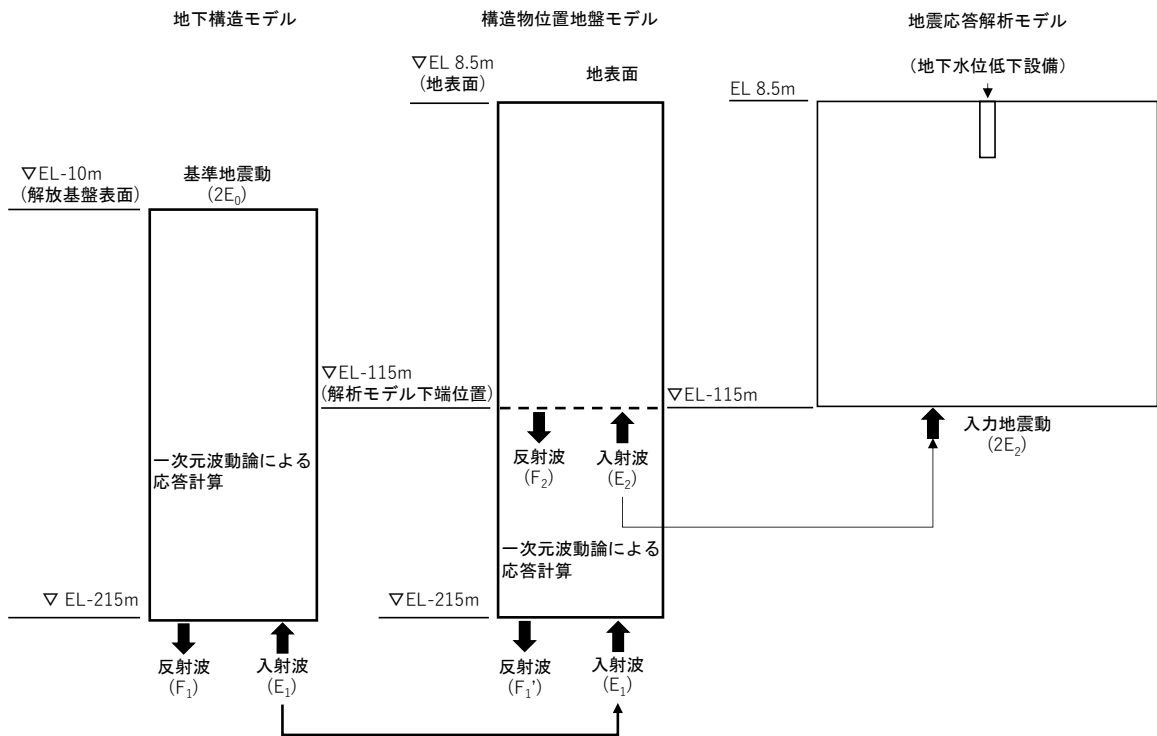 地下構造モデル
▽EL-10m
(解放基盤表面)
基準地震動
(2E₀)
一次元波動論による
応答計算
▽ EL-215m
反射波
(F₁)
入射波
(E₁)
構造物位置地盤モデル
▽EL 8.5m
(地表面)
地表面
▽EL-115m
(解析モデル下端位置)
反射波
(F₂)
入射波
(E₂)
一次元波動論による
応答計算
▽EL-215m
反射波
(F₁')
入射波
(E₁)
地震応答解析モデル
(地下水位低下設備)
EL 8.5m
▽EL-115m
入力地震動
(2E₂)